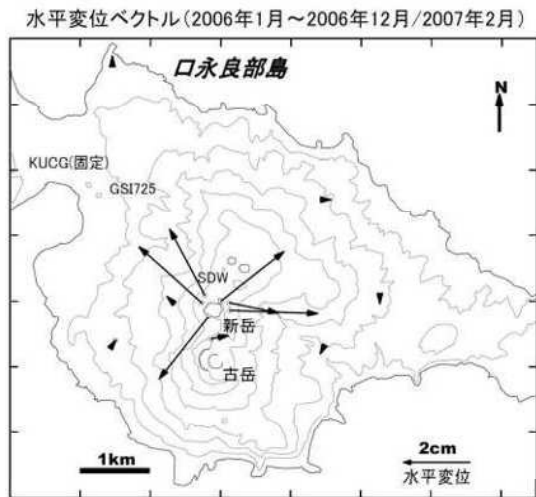 水平変位ベクトル(2006年1月～2006年12月/2007年2月)
口永良部島
N
KUCG(固定)
GSI725
SDW
新岳
古岳
1km
2cm
水平変位